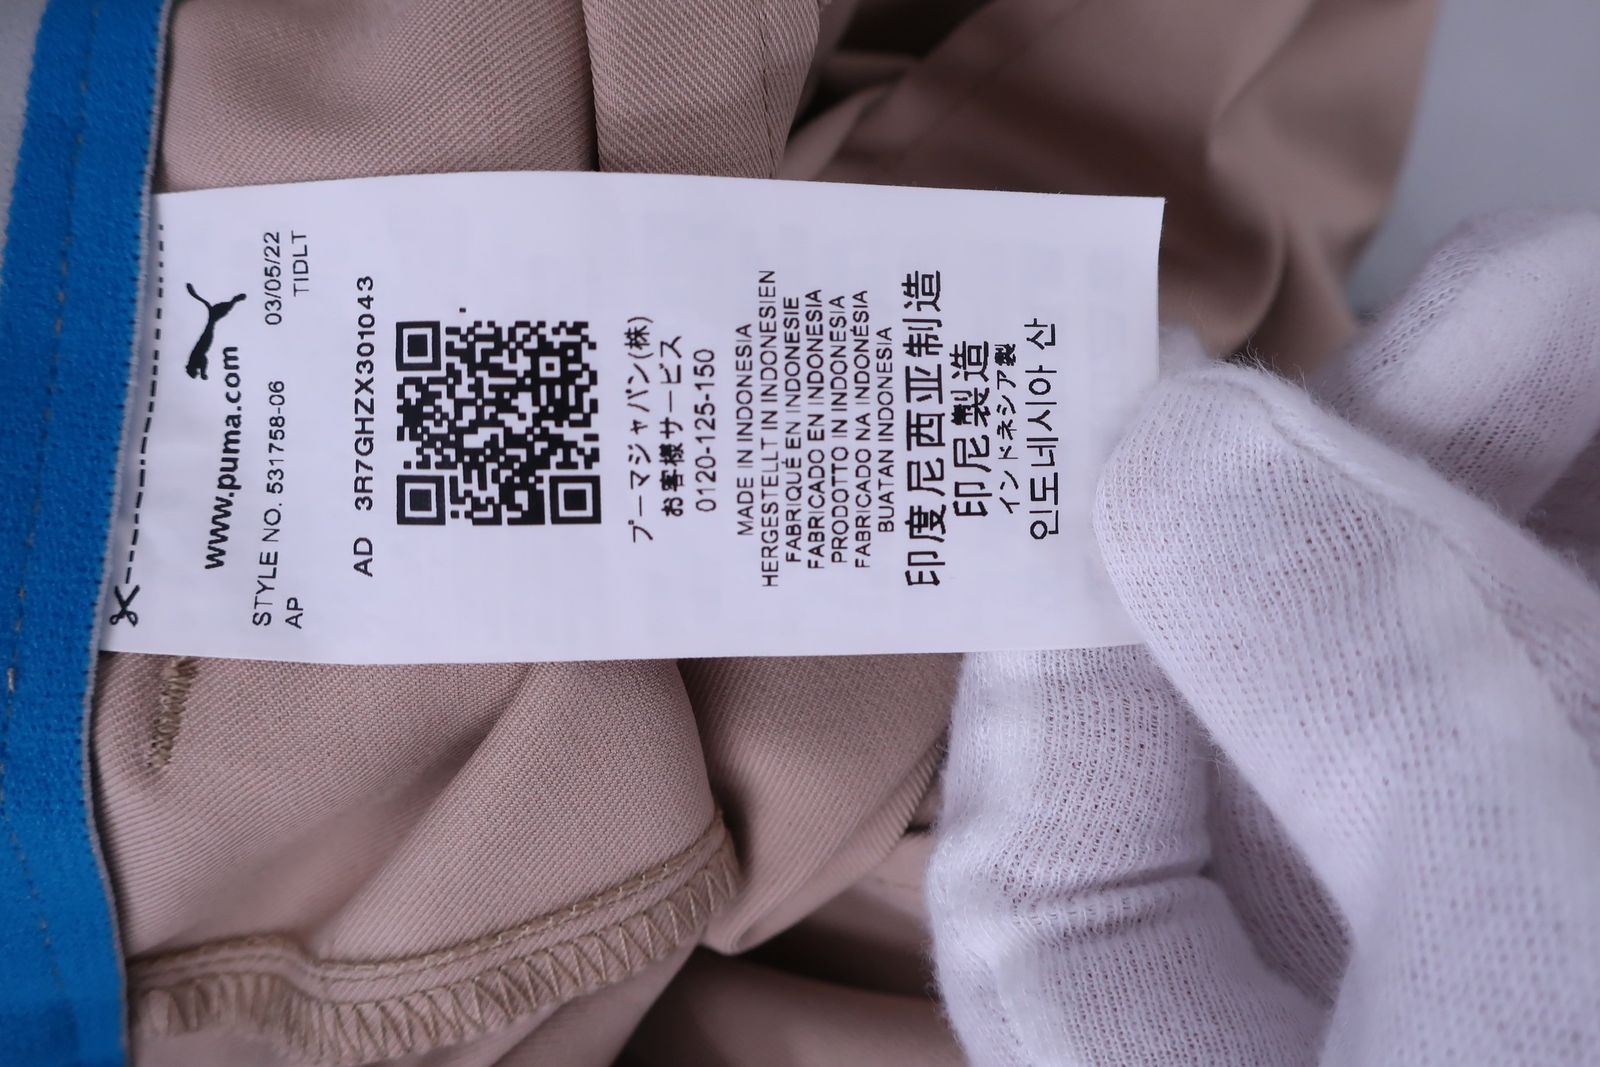 www.puma.com
STYLE NO. 531758-06 03/05/22
AP TIDLT
AD 3R7GHZX301043
プーマジャパン(株)
お客様サービス
0120-125-150
MADE IN INDONESIA
HERGESTELLT IN INDONESIEN
FABRIQUÉ EN INDONESIE
FABRICADO EN INDONESIA
PRODOTTO IN INDONESIA
FABRICADO NA INDONÉSIA
BUATAN INDONESIA
印度尼西亚制造
印尼製造
インドネシア製
인도네시아 산